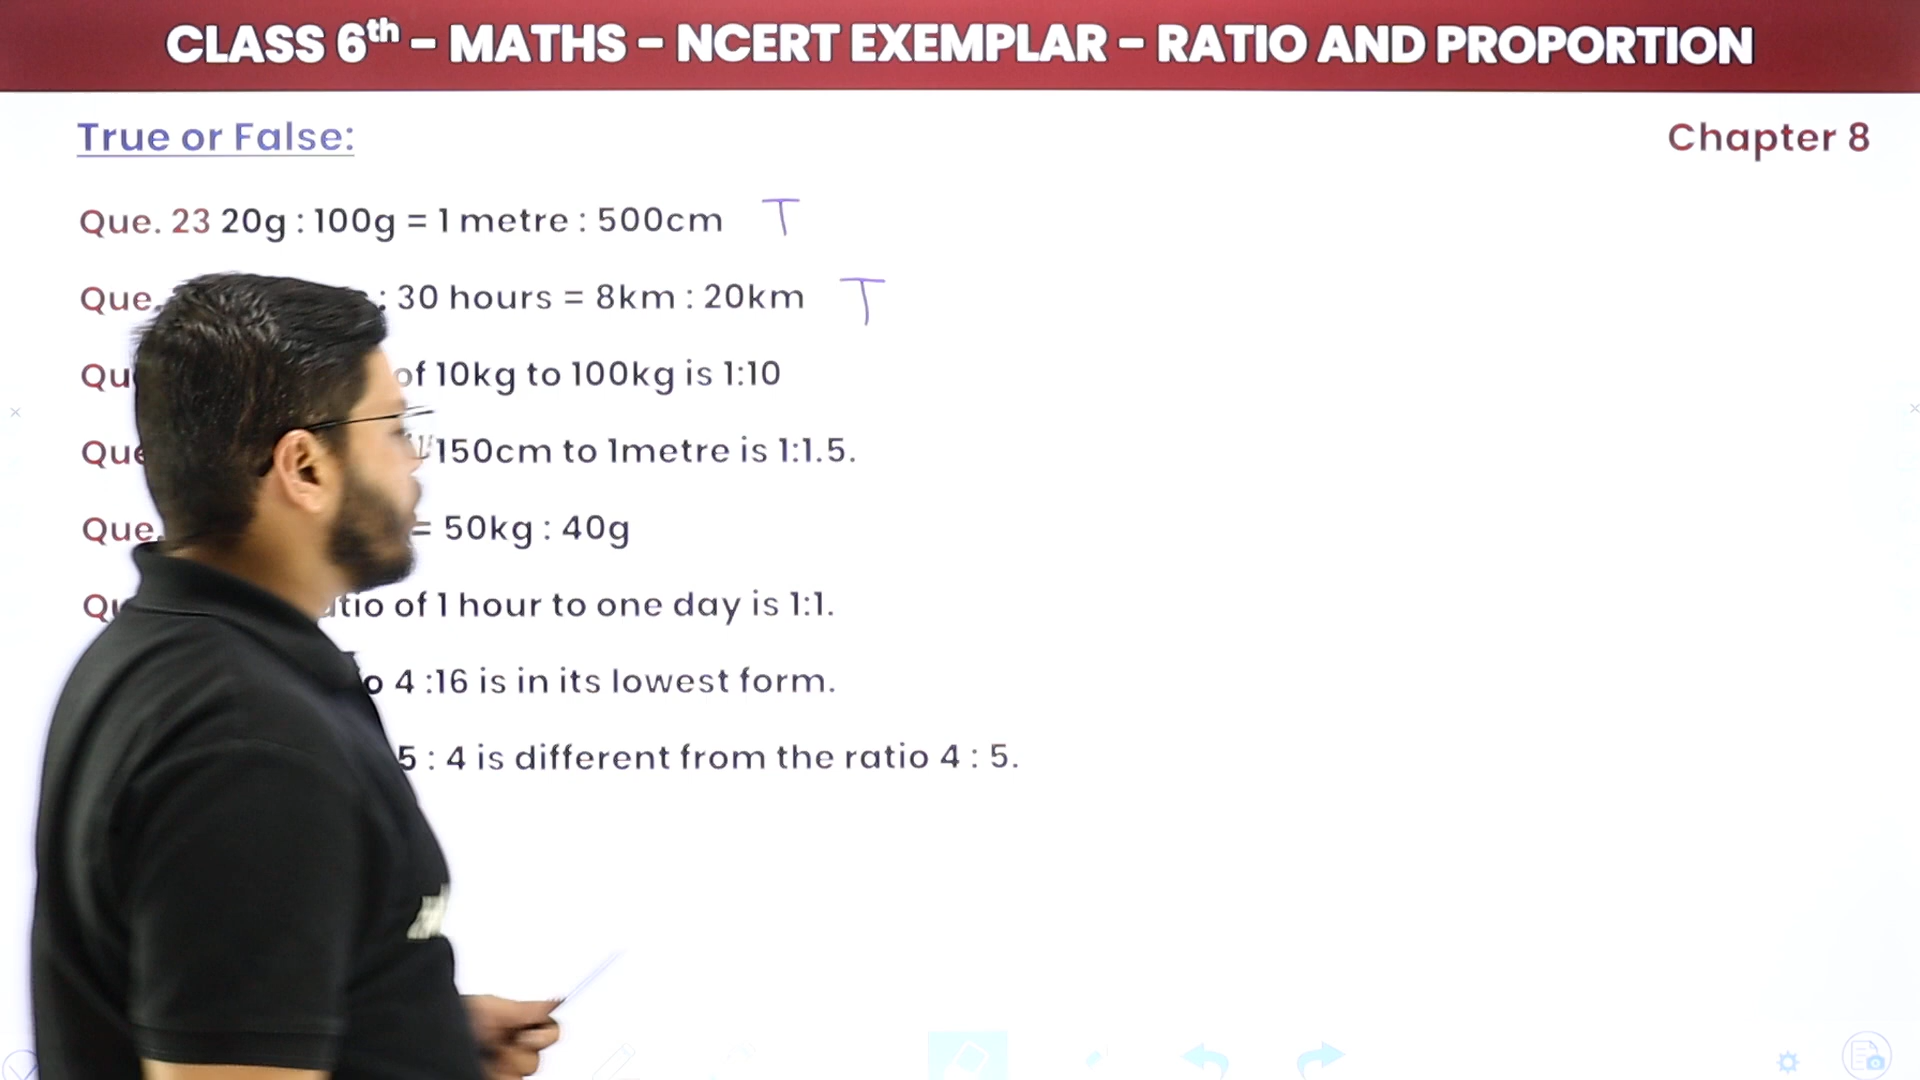 CLASS 6th – MATHS – NCERT EXEMPLAR – RATIO AND PROPORTION
True or False:
Chapter 8
Que. 23 20g : 100g = 1 metre : 500cm T
Que. : 30 hours = 8km : 20km T
of 10kg to 100kg is 1:10
150cm to 1metre is 1:1.5.
Que. = 50kg : 40g
of 1 hour to one day is 1:1.
4 :16 is in its lowest form.
5 : 4 is different from the ratio 4 : 5.